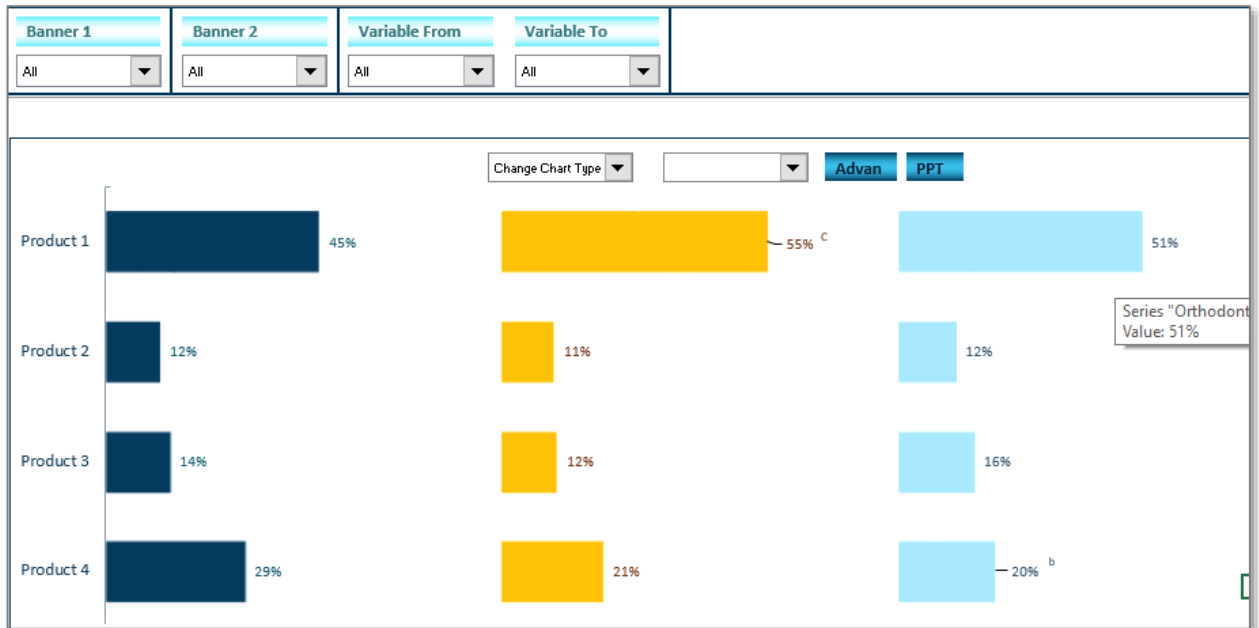 Banner 1 Banner 2 Variable From Variable To
All All All All
Change Chart Type Advan PPT
Product 1 45% 55% C 51%
Series "Orthodont
Value: 51%
Product 2 12% 11% 12%
Product 3 14% 12% 16%
Product 4 29% 21% 20% b